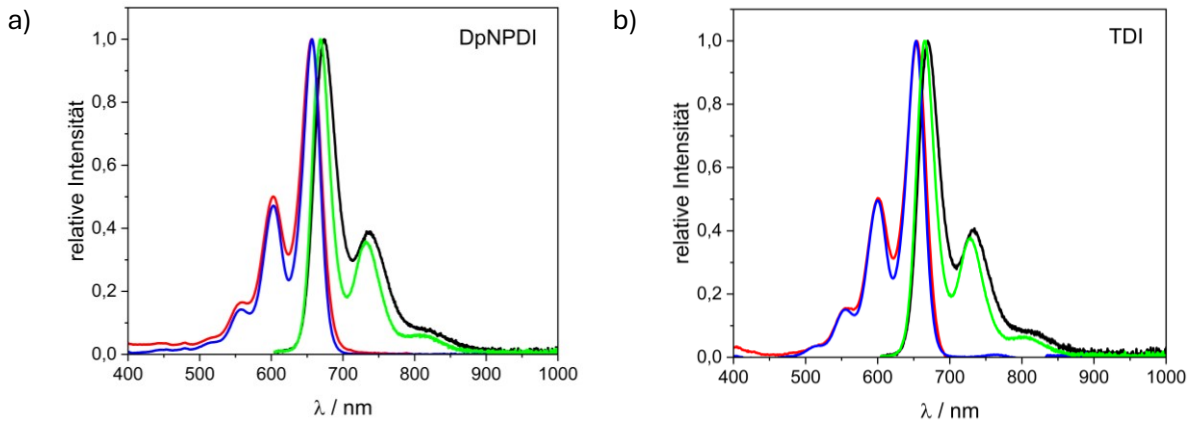 a)
DpNPDI
1,0
0,8
0,6
0,4
0,2
0,0
relative Intensität
400 500 600 700 800 900 1000
λ / nm
b)
TDI
1,0
0,8
0,6
0,4
0,2
0,0
relative Intensität
400 500 600 700 800 900 1000
λ / nm